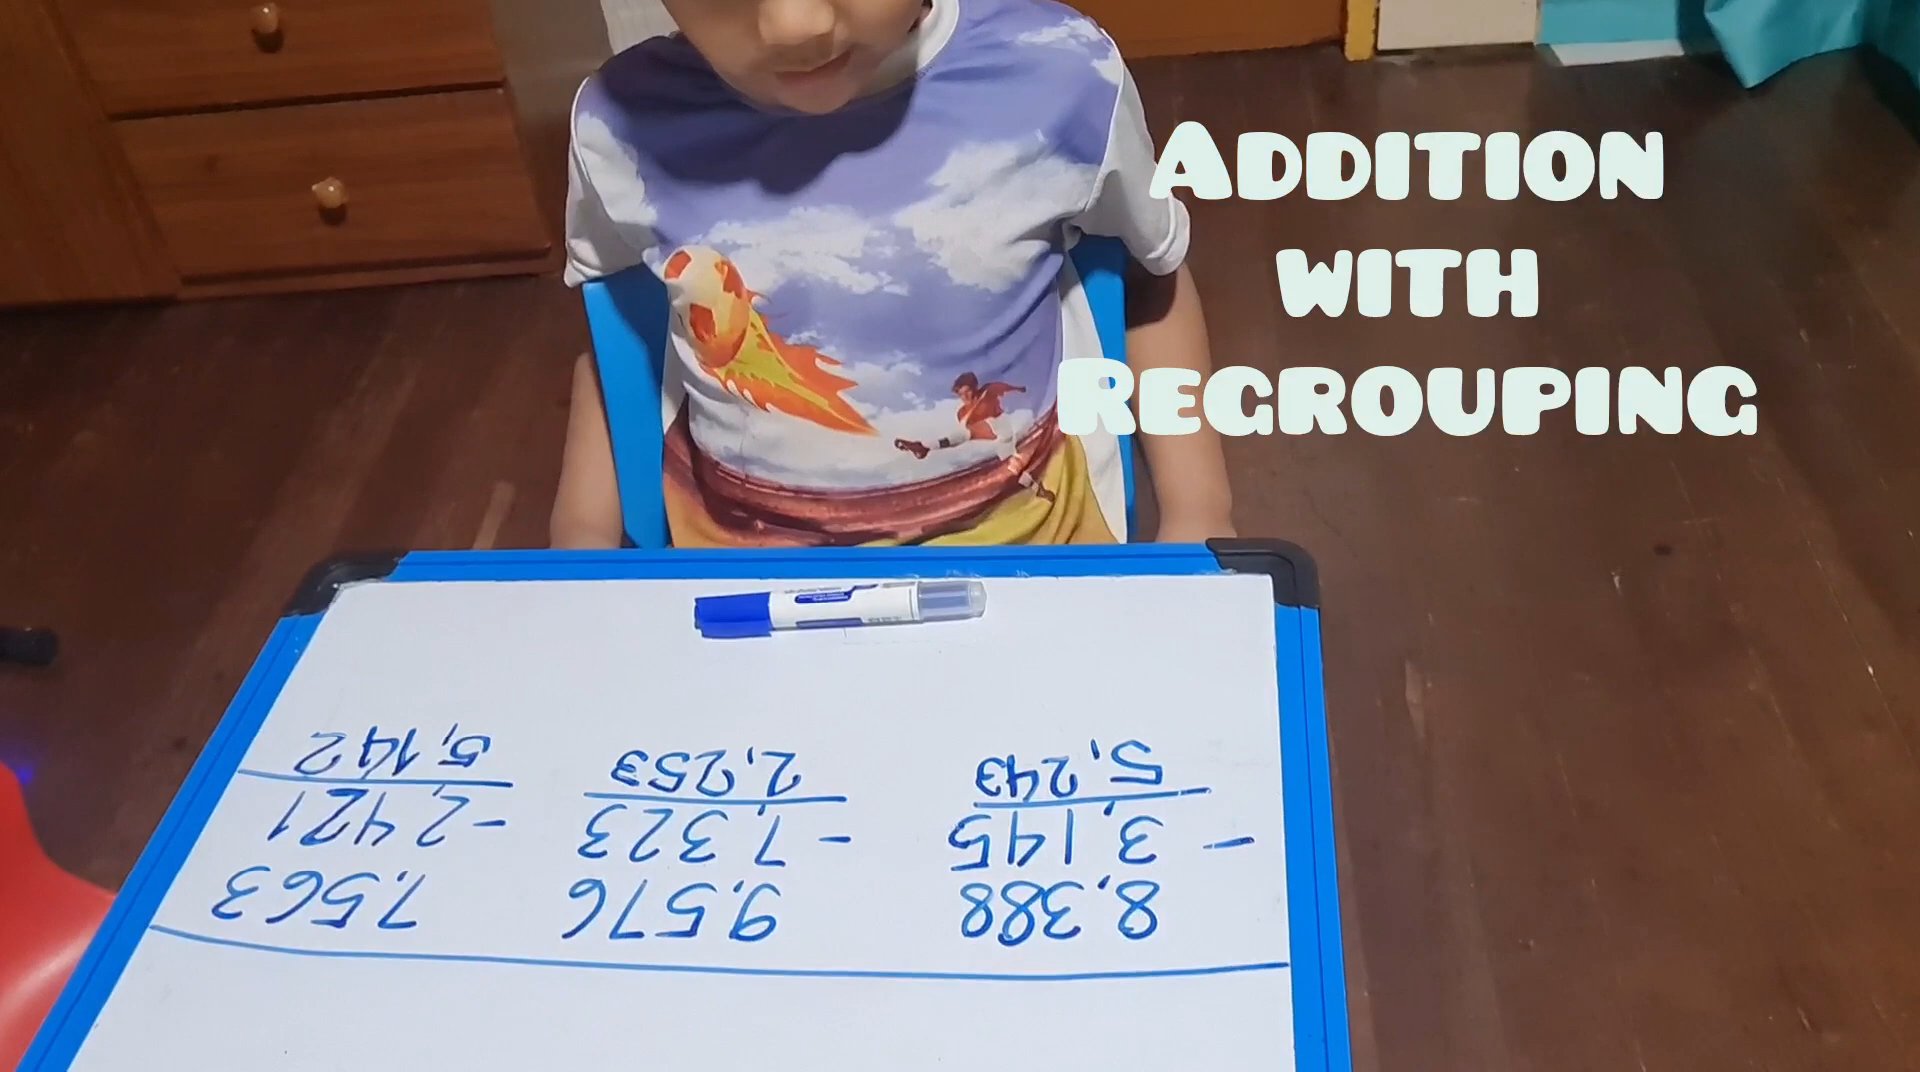 Addition
with
Regrouping
8,388 9,576 7,563
- 3,145 - 7,323 - 2,421
5,243 2,253 5,142